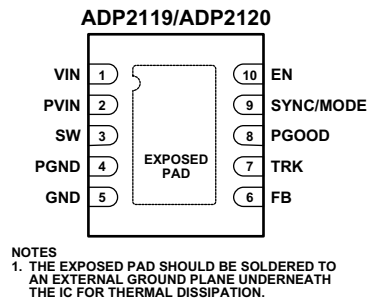 ADP2119/ADP2120
VIN 1
PVIN 2
SW 3
PGND 4
GND 5
10 EN
9 SYNC/MODE
8 PGOOD
7 TRK
6 FB
EXPOSED
PAD
NOTES
1. THE EXPOSED PAD SHOULD BE SOLDERED TO
AN EXTERNAL GROUND PLANE UNDERNEATH
THE IC FOR THERMAL DISSIPATION.